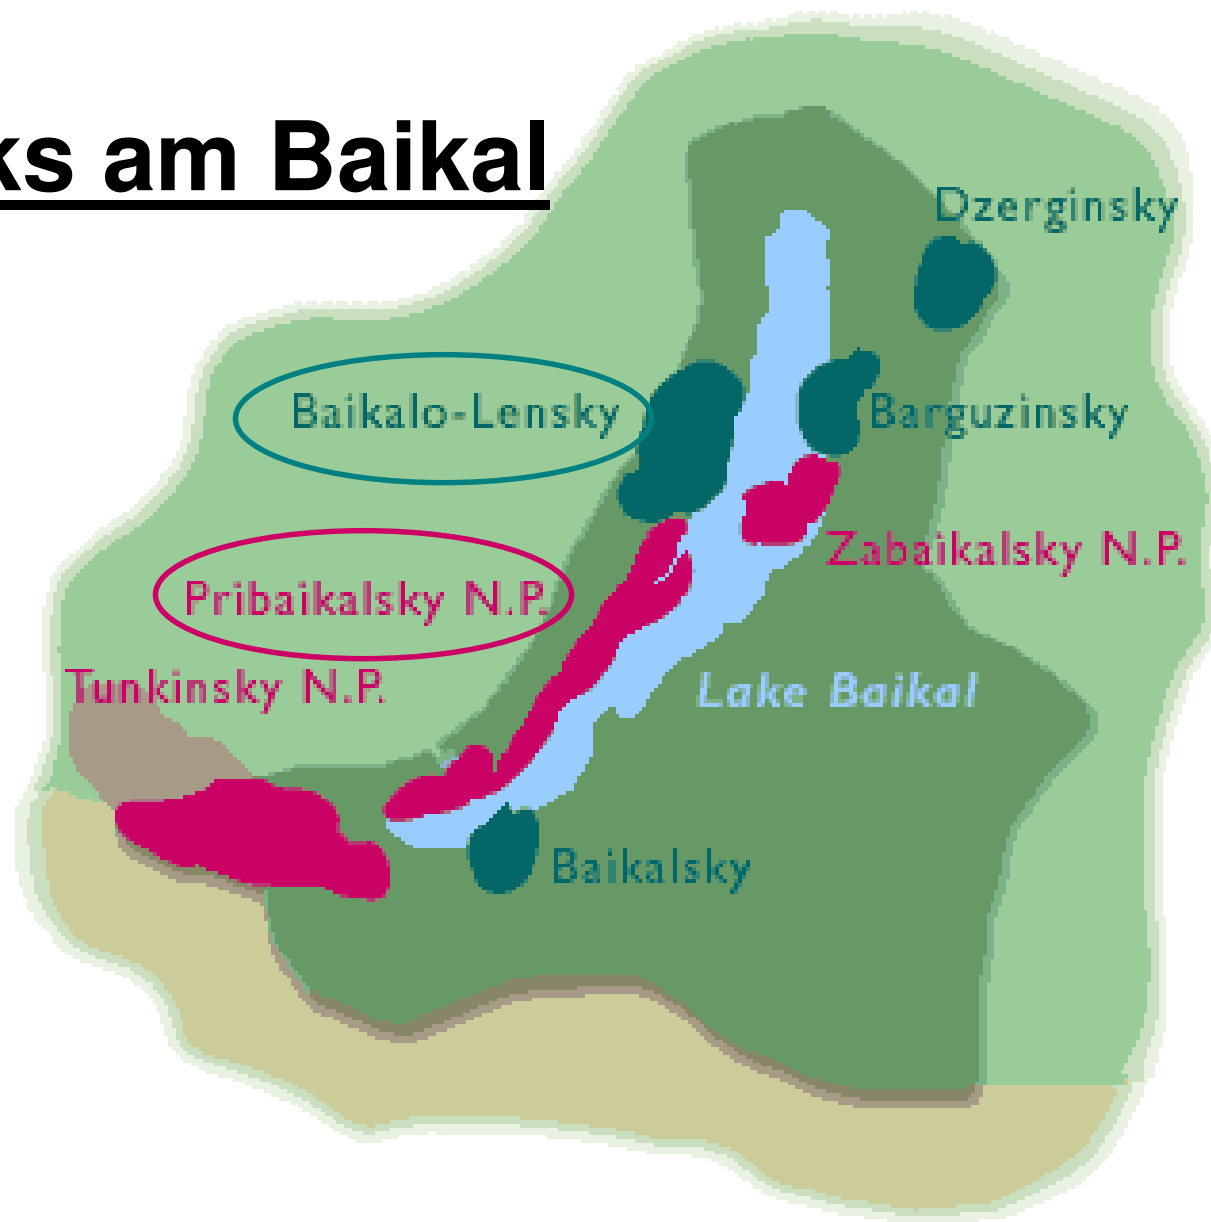 ks am Baikal
Dzerginsky
Baikalo-Lensky
Barguzinsky
Zabaikalsky N.P.
Pribaikalsky N.P.
Tunkinsky N.P.
Lake Baikal
Baikalsky